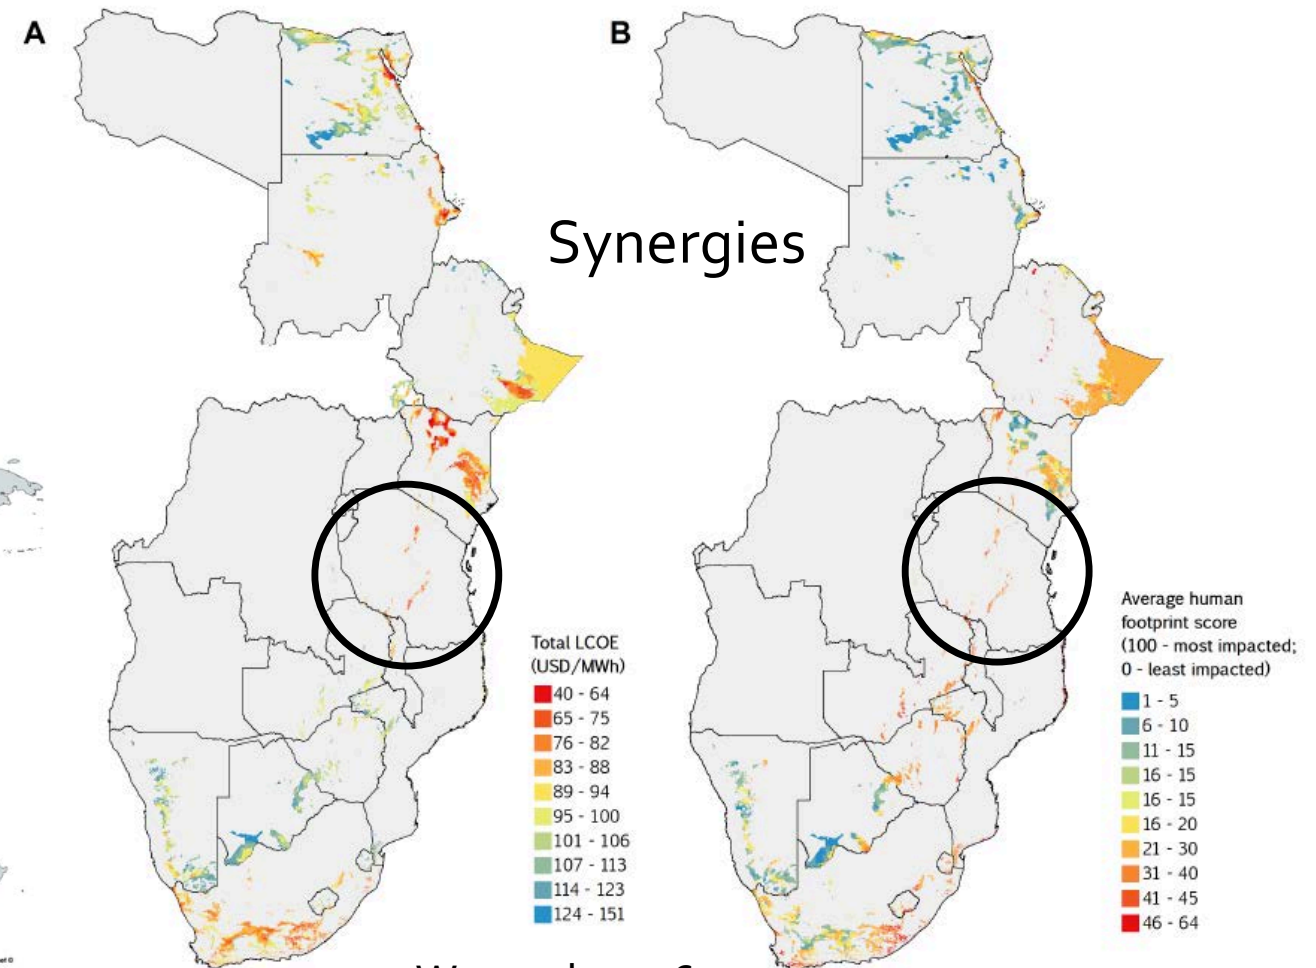 A
B
Synergies
Total LCOE
(USD/MWh)
40 - 64
65 - 75
76 - 82
83 - 88
89 - 94
95 - 100
101 - 106
107 - 113
114 - 123
124 - 151
Average human
footprint score
(100 - most impacted;
0 - least impacted)
1 - 5
6 - 10
11 - 15
16 - 15
16 - 15
16 - 20
21 - 30
31 - 40
41 - 45
46 - 64